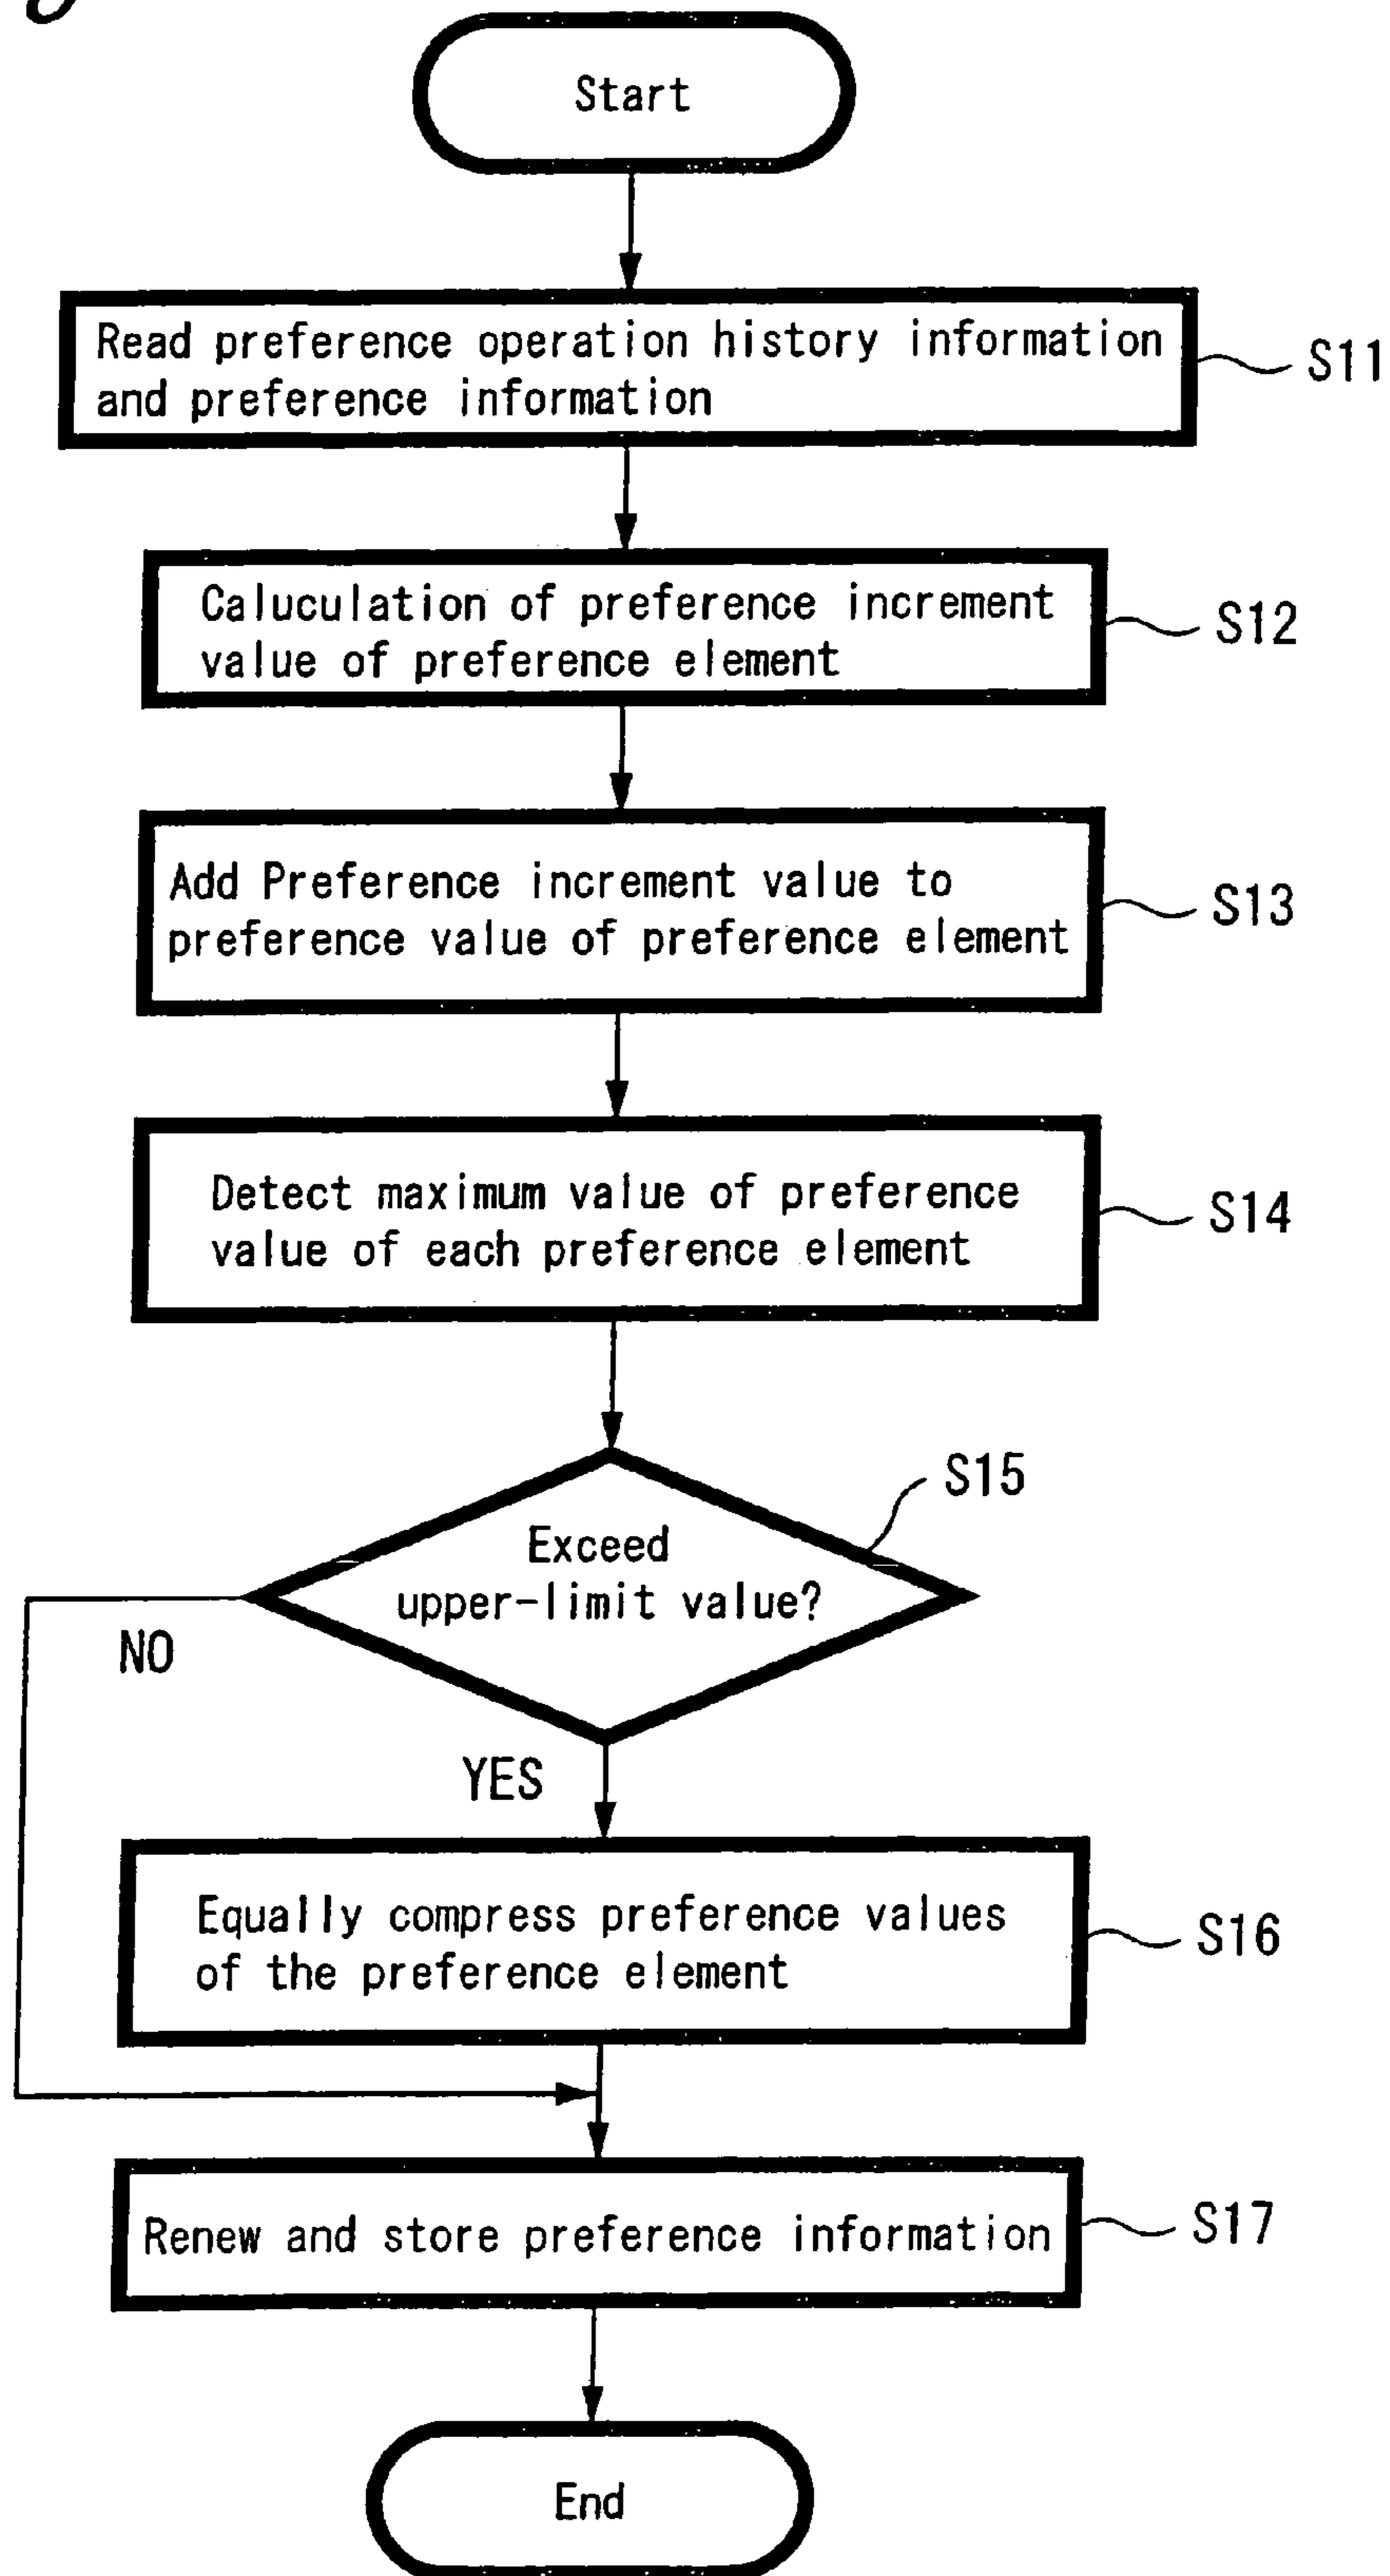 Start
Read preference operation history information
and preference information
S11
Caluculation of preference increment
value of preference element
S12
Add Preference increment value to
preference value of preference element
S13
Detect maximum value of preference
value of each preference element
S14
S15
Exceed
upper-limit value?
NO
YES
Equally compress preference values
of the preference element
S16
Renew and store preference information
S17
End